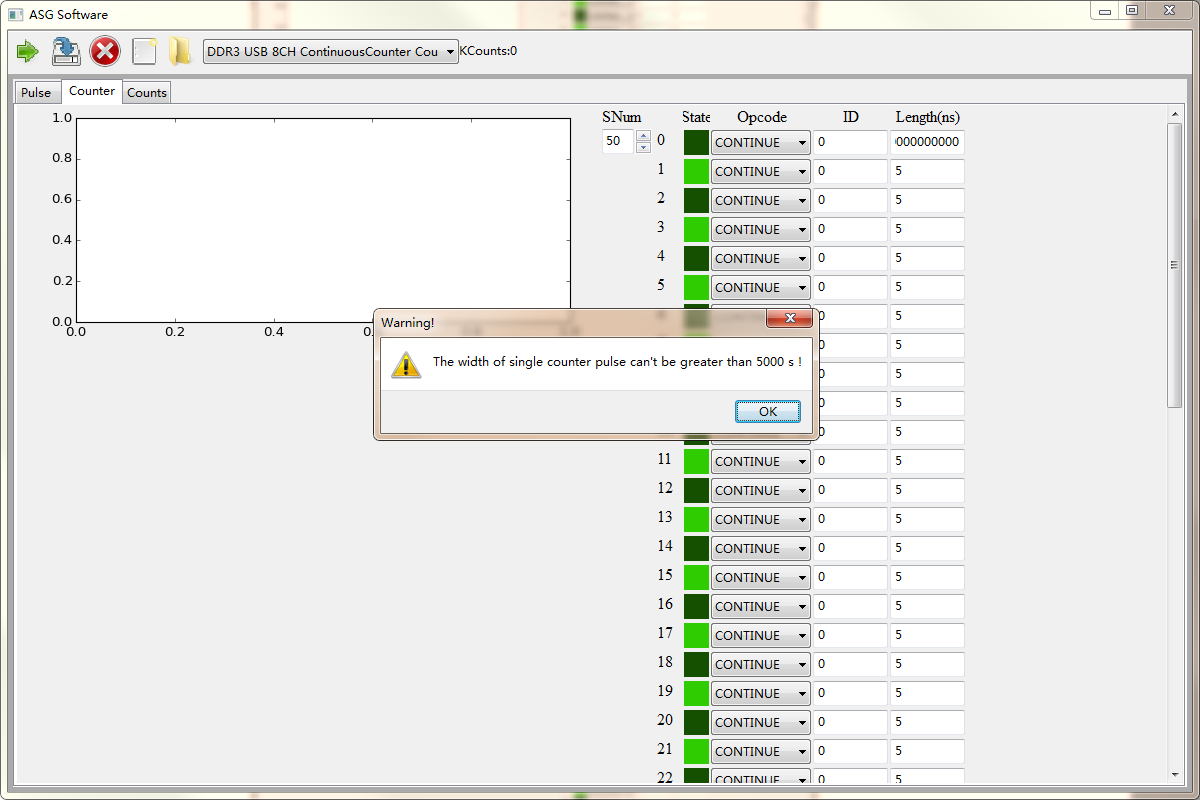 ASG Software
DDR3 USB 8CH ContinuousCounter Cou
KCounts:0
Pulse
Counter
Counts
1.0
0.8
0.6
0.4
0.2
0.0
0.0
0.2
0.4
SNum
State
Opcode
ID
Length(ns)
50
0
CONTINUE
0
000000000
1
CONTINUE
0
5
2
CONTINUE
0
5
3
CONTINUE
0
5
4
CONTINUE
0
5
5
CONTINUE
0
5
5
5
5
5
5
Warning!
The width of single counter pulse can't be greater than 5000 s !
OK
11
CONTINUE
0
5
12
CONTINUE
0
5
13
CONTINUE
0
5
14
CONTINUE
0
5
15
CONTINUE
0
5
16
CONTINUE
0
5
17
CONTINUE
0
5
18
CONTINUE
0
5
19
CONTINUE
0
5
20
CONTINUE
0
5
21
CONTINUE
0
5
22
CONTINUE
0
5